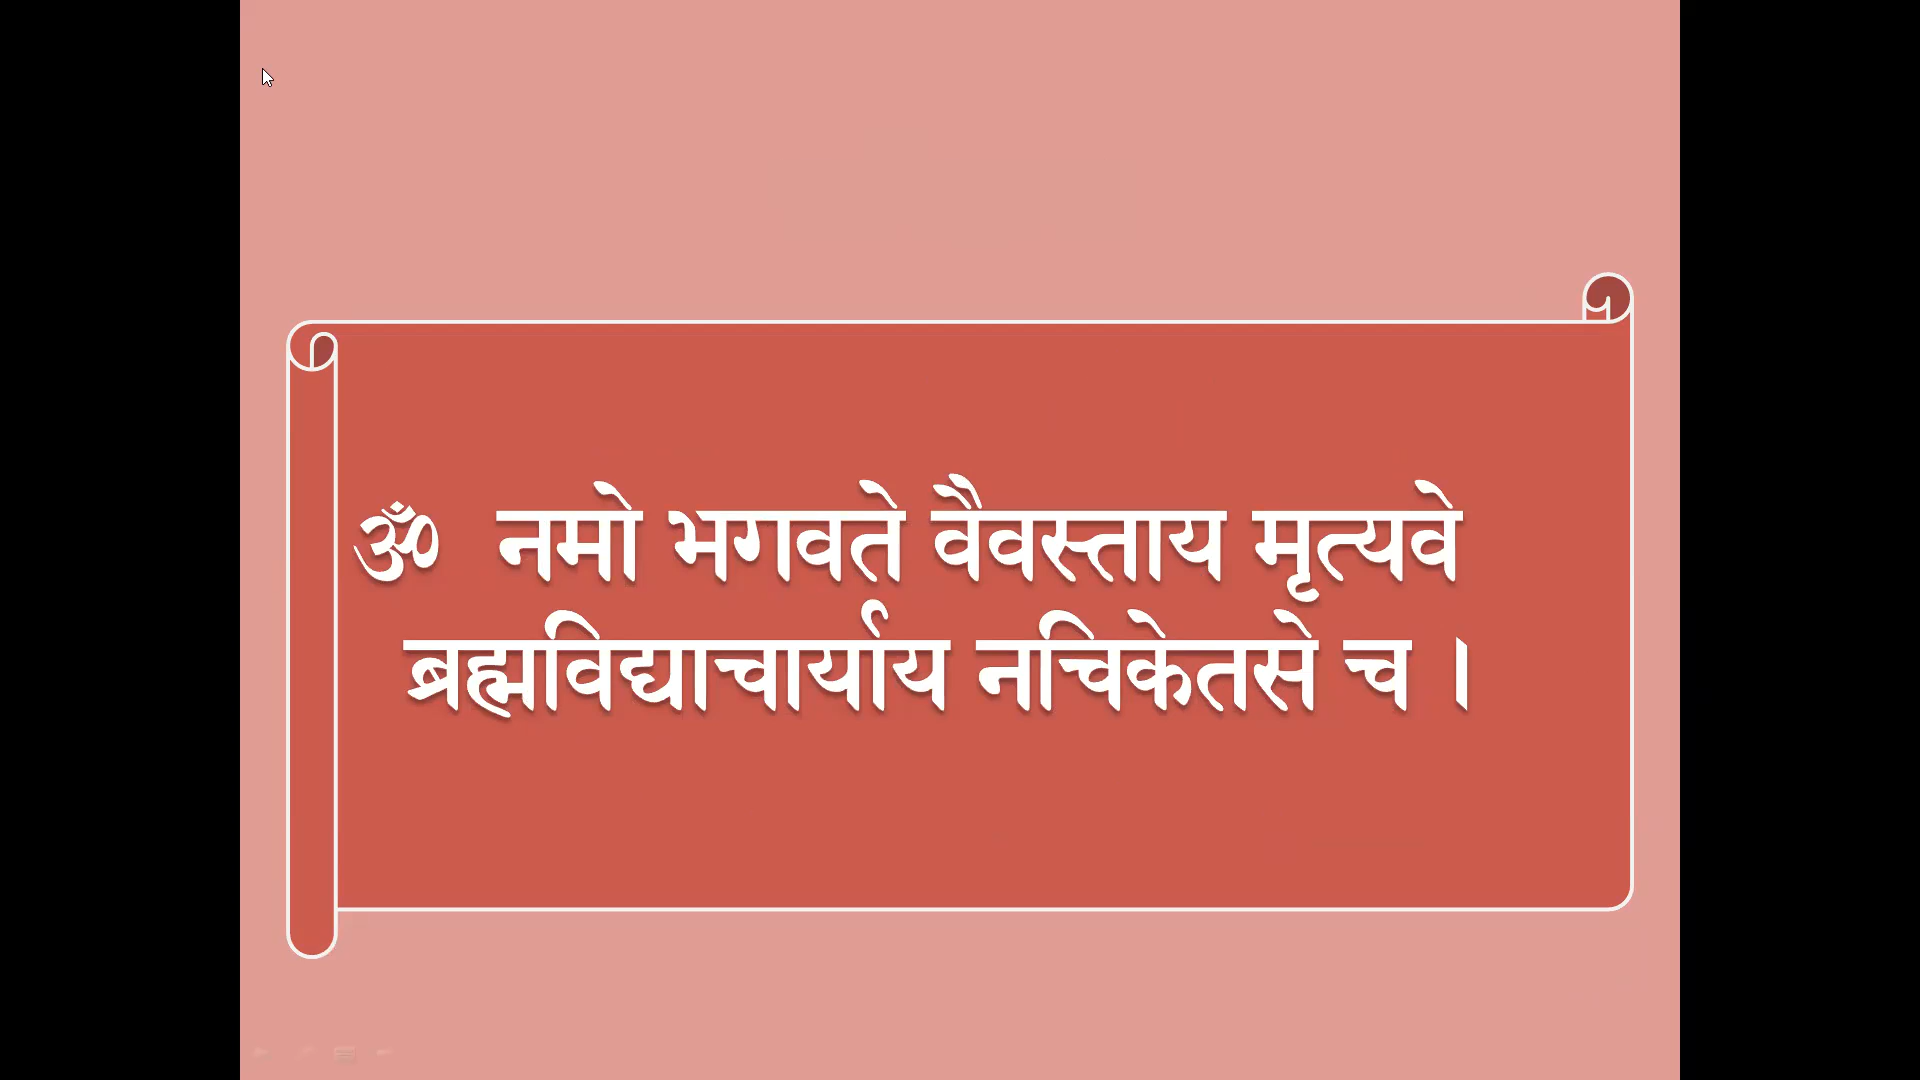 ॐ नमो भगवते वैवस्ताय मृत्यवे
ब्रह्मविद्याचार्याय नचिकेतसे च ।